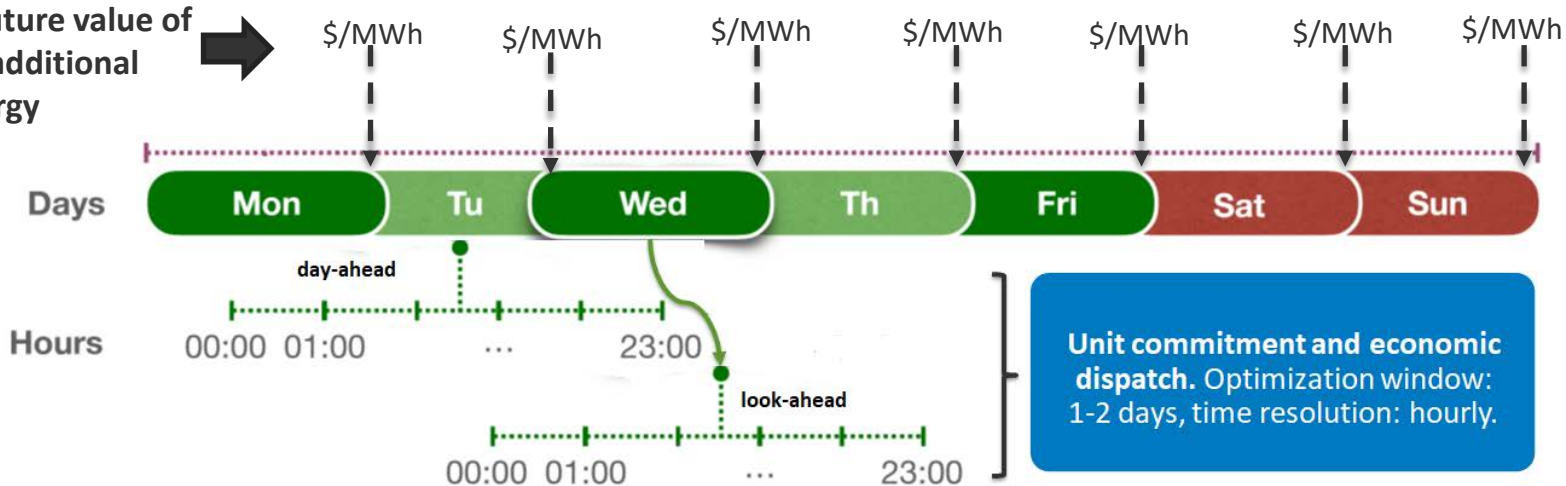 uture value of
additional
rgy
$/MWh $/MWh $/MWh $/MWh $/MWh $/MWh $/MWh
Days Mon Tu Wed Th Fri Sat Sun
day-ahead
Hours 00:00 01:00 ... 23:00
look-ahead
00:00 01:00 ... 23:00
Unit commitment and economic
dispatch. Optimization window:
1-2 days, time resolution: hourly.